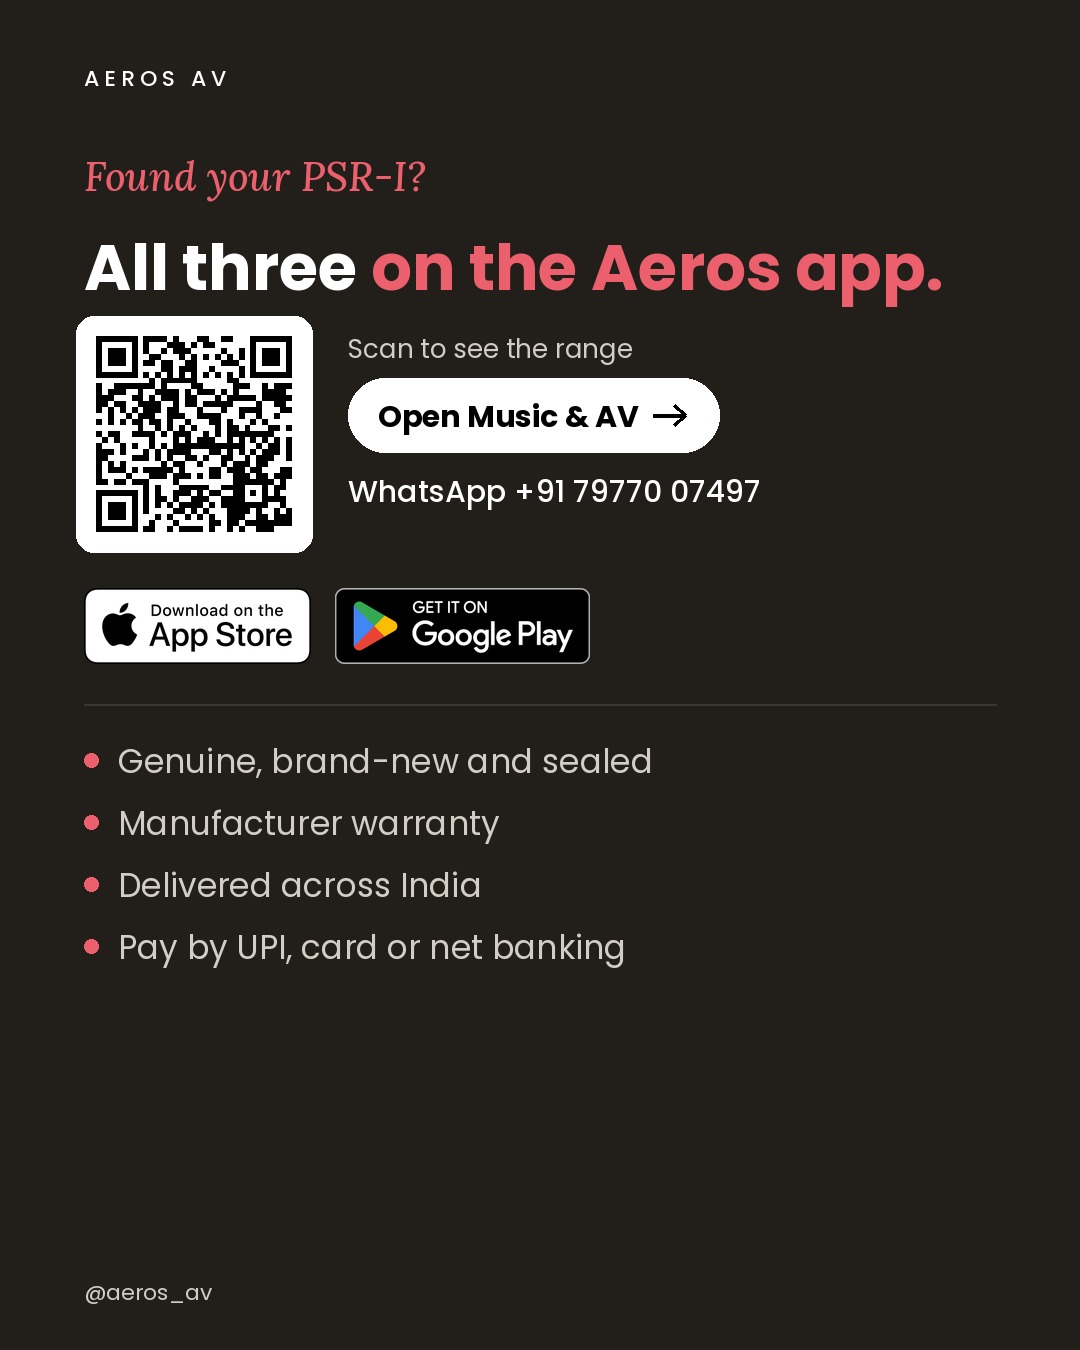 AEROS AV
Found your PSR-I?
All three on the Aeros app.
Scan to see the range
Open Music & AV →
WhatsApp +91 79770 07497
Download on the
App Store
GET IT ON
Google Play
Genuine, brand-new and sealed
Manufacturer warranty
Delivered across India
Pay by UPI, card or net banking
@aeros_av